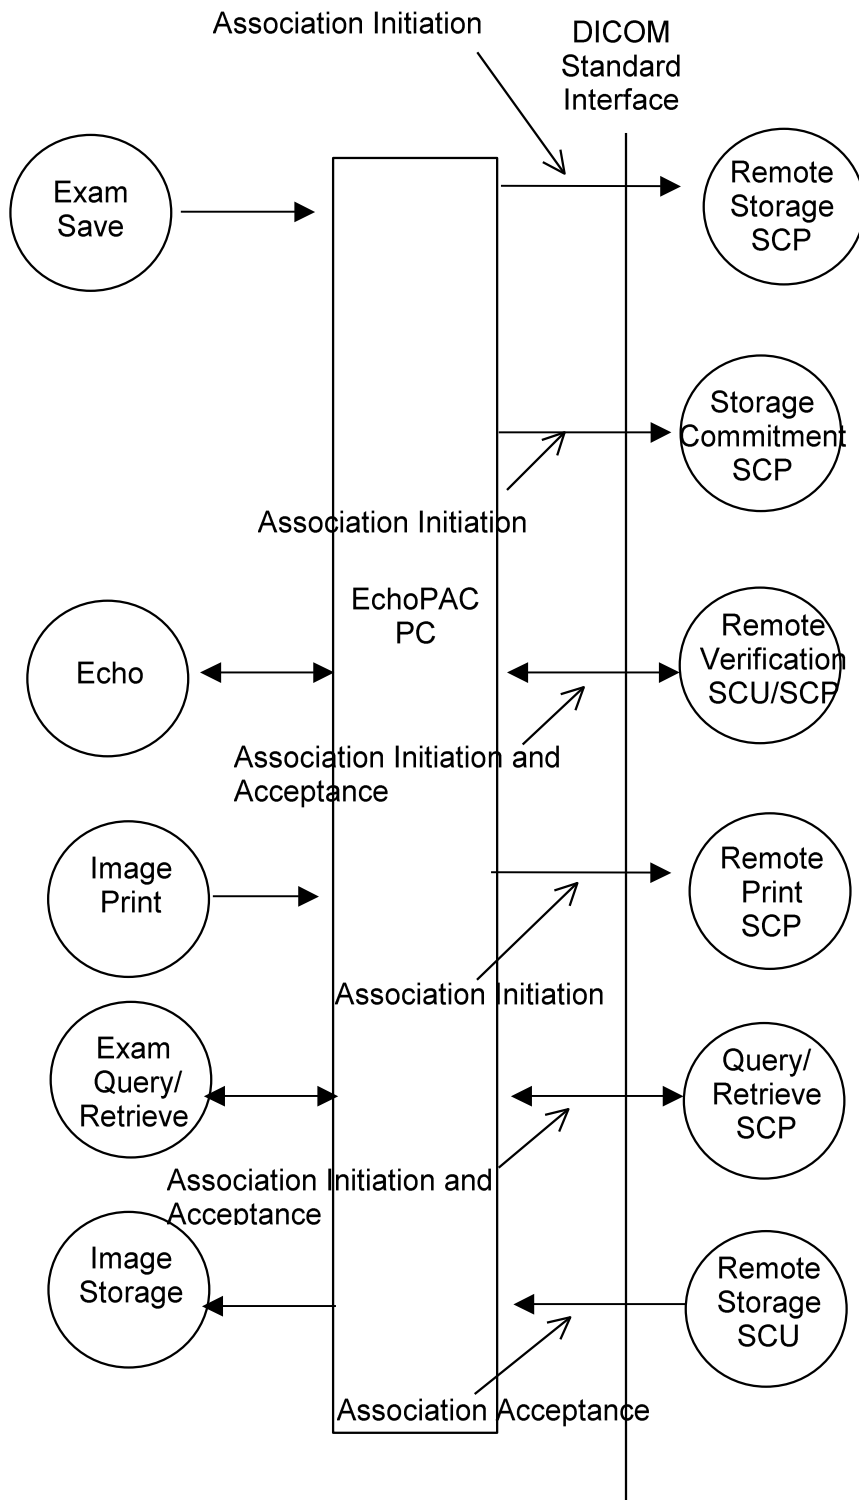 Association Initiation
DICOM
Standard
Interface
Exam
Save
Remote
Storage
SCP
Storage
Commitment
SCP
Association Initiation
EchoPAC
PC
Echo
Remote
Verification
SCU/SCP
Association Initiation and
Acceptance
Image
Print
Remote
Print
SCP
Association Initiation
Exam
Query/
Retrieve
Query/
Retrieve
SCP
Association Initiation and
Acceptance
Image
Storage
Remote
Storage
SCU
Association Acceptance